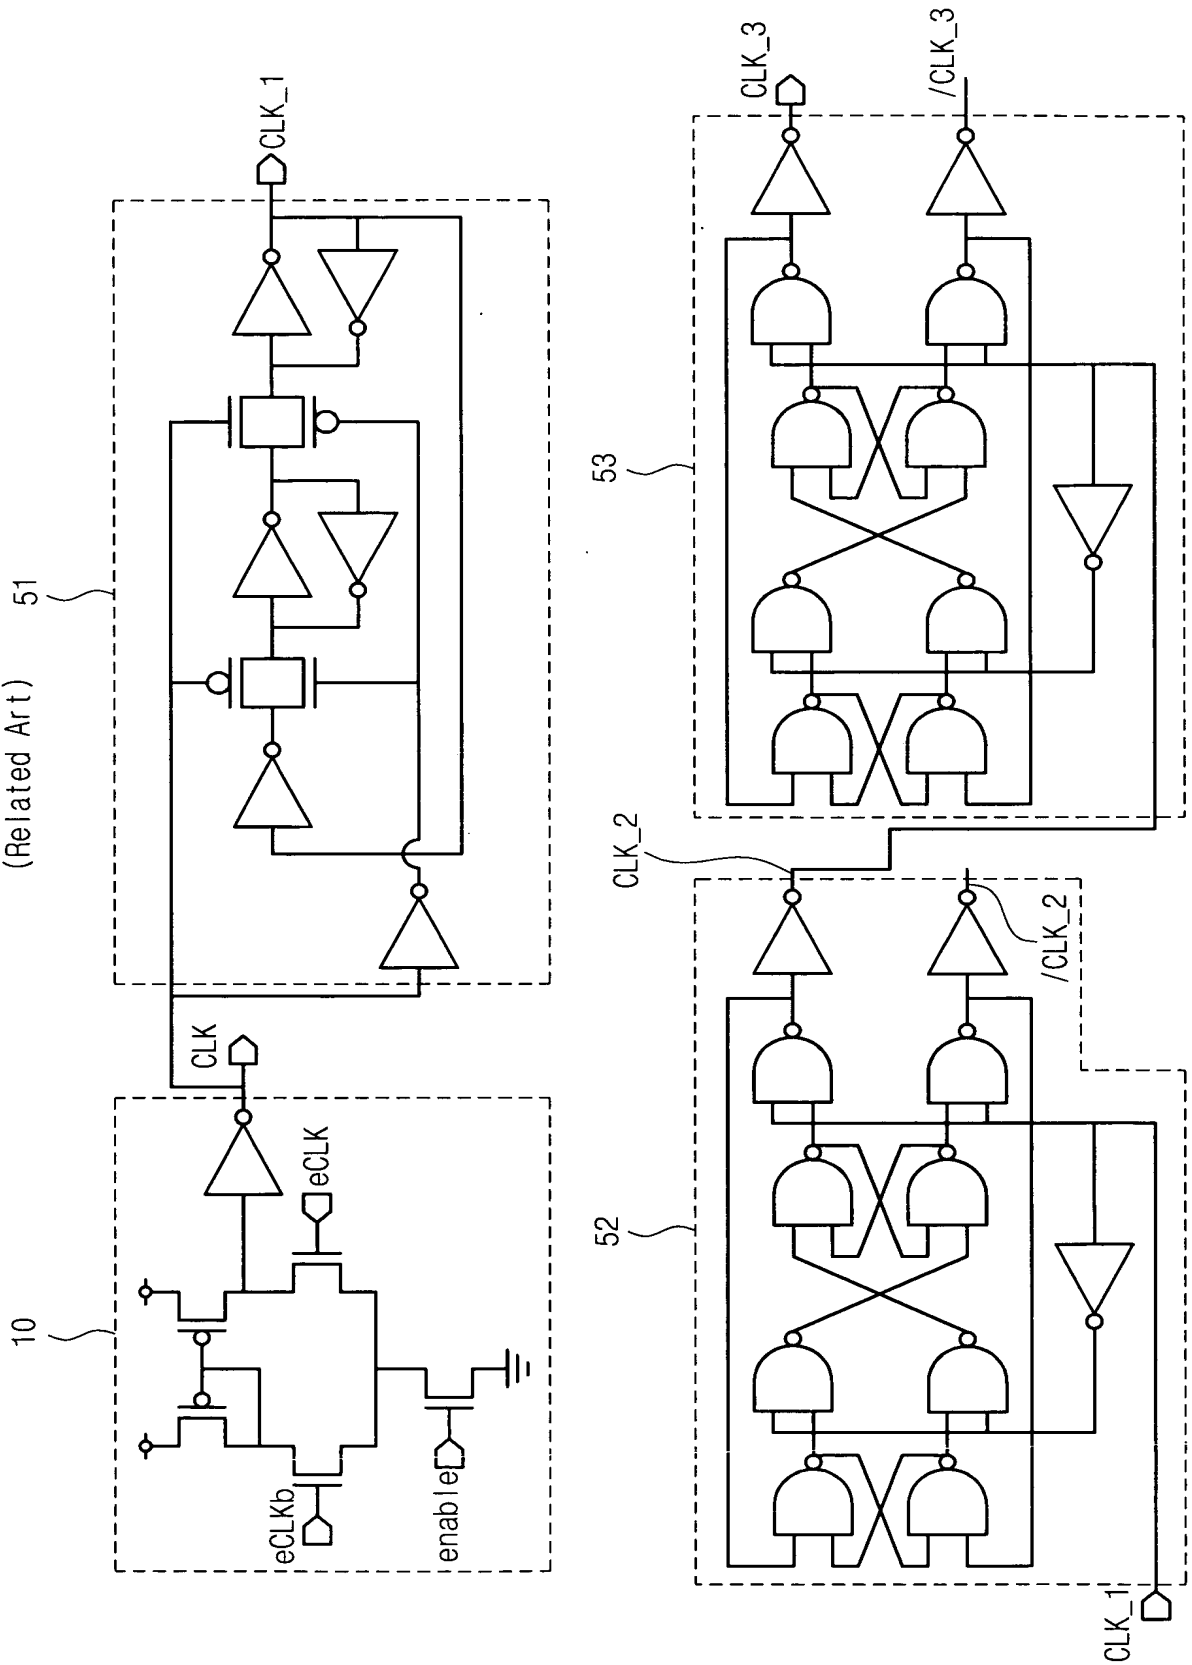 (Related Art)
10
eCLKb
enable
eCLK
CLK
51
CLK_1
52
CLK_1
CLK_2
/CLK_2
53
CLK_3
/CLK_3